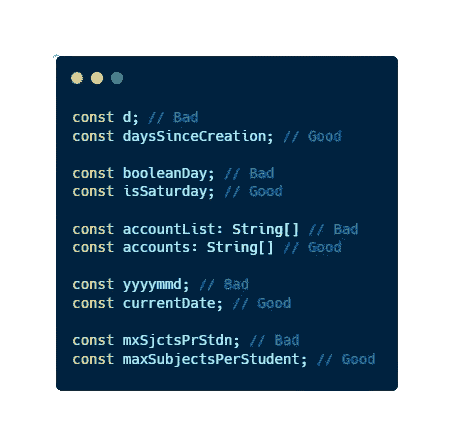 const d; // Bad
const daysSinceCreation; // Good
const booleanDay; // Bad
const isSaturday; // Good
const accountList: String[] // Bad
const accounts: String[] // Good
const yyyymmd; // Bad
const currentDate; // Good
const mxSjctsPrStdn; // Bad
const maxSubjectsPerStudent; // Good